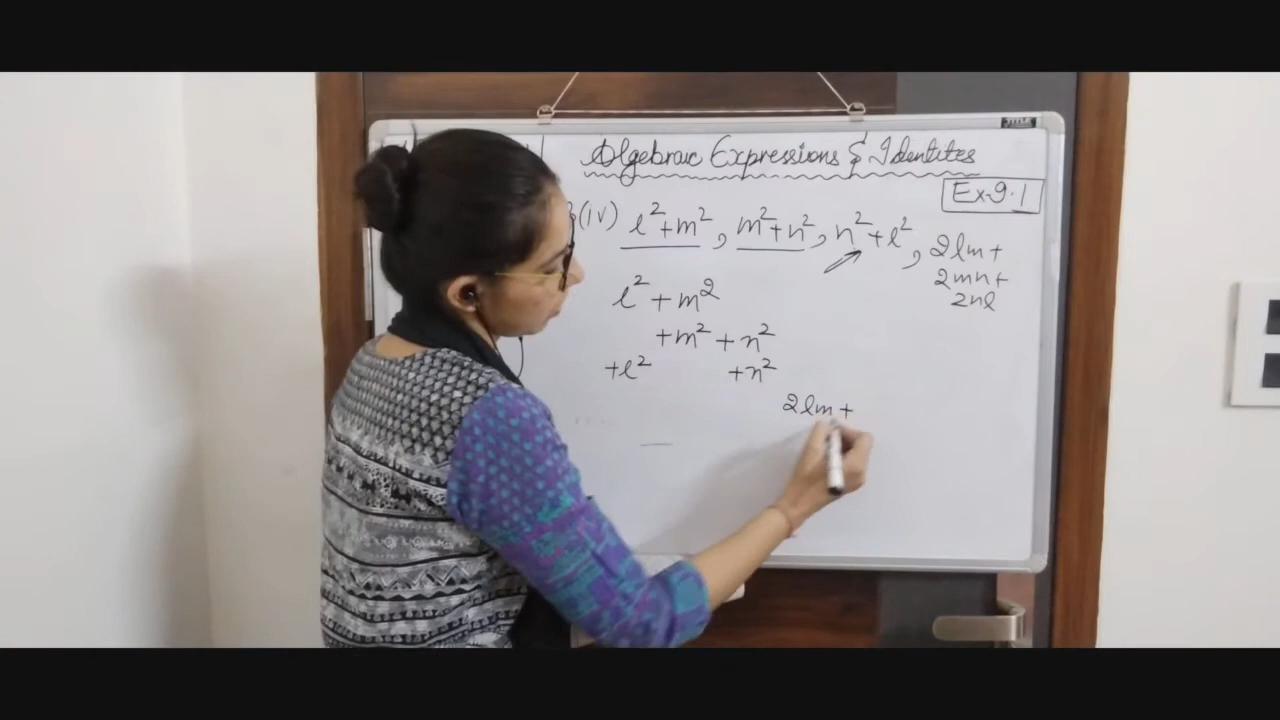 Algebraic Expressions & Identites
Ex-9.1
(iv) l²+m², m²+n², n²+l², 2lm+
2mn+
2nl
l²+m²
+m²+n²
+l² +n²
2lm+